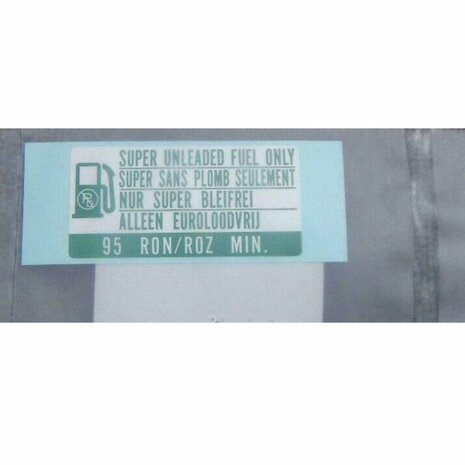 SUPER UNLEADED FUEL ONLY
SUPER SANS PLOMB SEULEMENT
NUR SUPER BLEIFREI
ALLEEN EUROLOODVRIJ
95 RON/ROZ MIN.